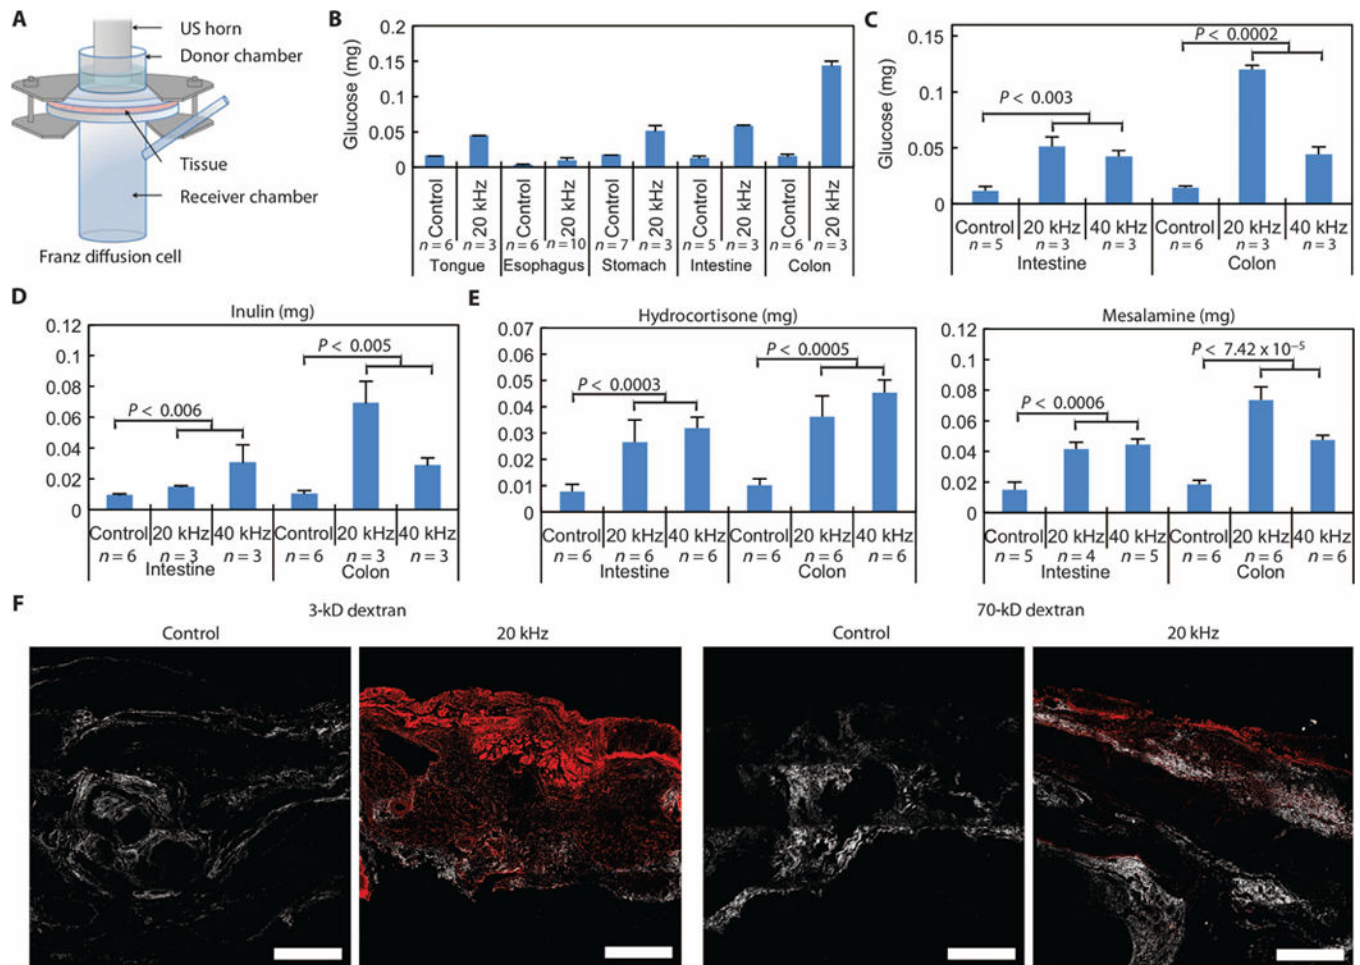 A
US horn
Donor chamber
Tissue
Receiver chamber
Franz diffusion cell
B
Glucose (mg)
0.2
0.15
0.10
0.05
0
Control 20 kHz Control 20 kHz Control 20 kHz Control 20 kHz Control 20 kHz
n = 6 n = 3 n = 6 n = 10 n = 7 n = 3 n = 5 n = 3 n = 6 n = 3
Tongue Esophagus Stomach Intestine Colon
C
Glucose (mg)
0.15
0.10
0.05
0
P < 0.003
P < 0.0002
Control 20 kHz 40 kHz Control 20 kHz 40 kHz
n = 5 n = 3 n = 3 n = 6 n = 3 n = 3
Intestine Colon
D
Inulin (mg)
0.12
0.1
0.08
0.06
0.04
0.02
0
P < 0.006
P < 0.005
Control 20 kHz 40 kHz Control 20 kHz 40 kHz
n = 6 n = 3 n = 3 n = 6 n = 3 n = 3
Intestine Colon
E
Hydrocortisone (mg)
0.07
0.06
0.05
0.04
0.03
0.02
0.01
0
P < 0.0003
P < 0.0005
Control 20 kHz 40 kHz Control 20 kHz 40 kHz
n = 6 n = 6 n = 6 n = 6 n = 6 n = 6
Intestine Colon
Mesalamine (mg)
0.12
0.1
0.08
0.06
0.04
0.02
0
P < 0.0006
P < 7.42 x 10⁻⁵
Control 20 kHz 40 kHz Control 20 kHz 40 kHz
n = 5 n = 4 n = 5 n = 6 n = 6 n = 6
Intestine Colon
F
3-kD dextran 70-kD dextran
Control 20 kHz Control 20 kHz